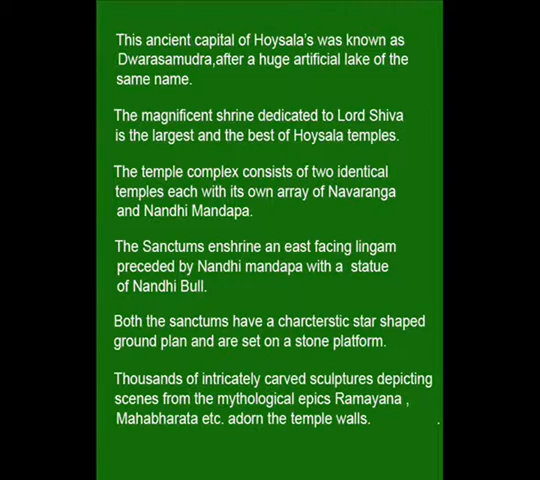 This ancient capital of Hoysala's was known as
Dwarasamudra,after a huge artificial lake of the
same name.
The magnificent shrine dedicated to Lord Shiva
is the largest and the best of Hoysala temples.
The temple complex consists of two identical
temples each with its own array of Navaranga
and Nandhi Mandapa.
The Sanctums enshrine an east facing lingam
preceded by Nandhi mandapa with a statue
of Nandhi Bull.
Both the sanctums have a charcterstic star shaped
ground plan and are set on a stone platform.
Thousands of intricately carved sculptures depicting
scenes from the mythological epics Ramayana ,
Mahabharata etc. adorn the temple walls. .